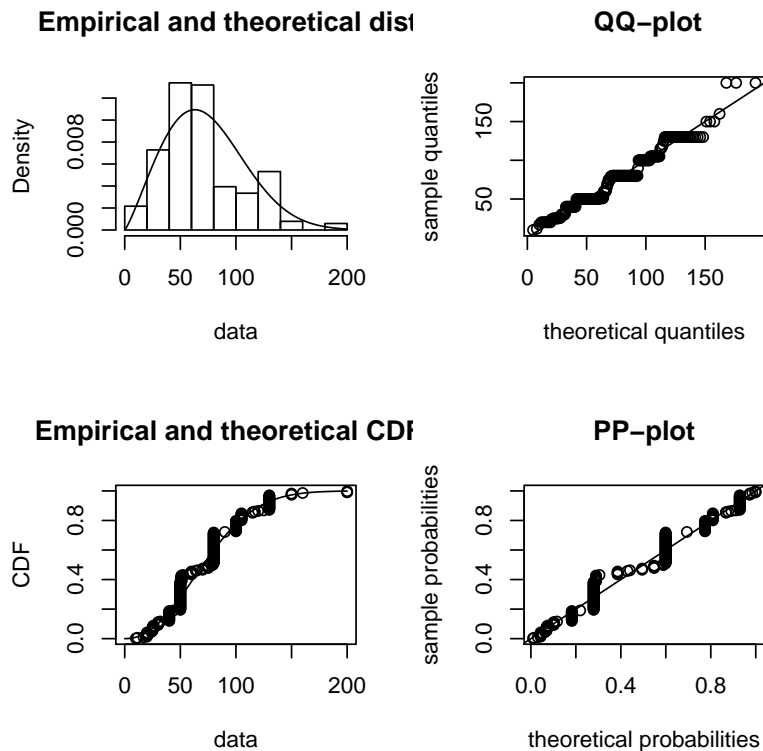 Empirical and theoretical dist
Density
0.000
0.008
0
50
100
200
data
QQ−plot
sample quantiles
50
150
0
50
100
150
theoretical quantiles
Empirical and theoretical CDF
CDF
0.0
0.4
0.8
0
50
100
200
data
PP−plot
sample probabilities
0.0
0.4
0.8
0.0
0.4
0.8
theoretical probabilities